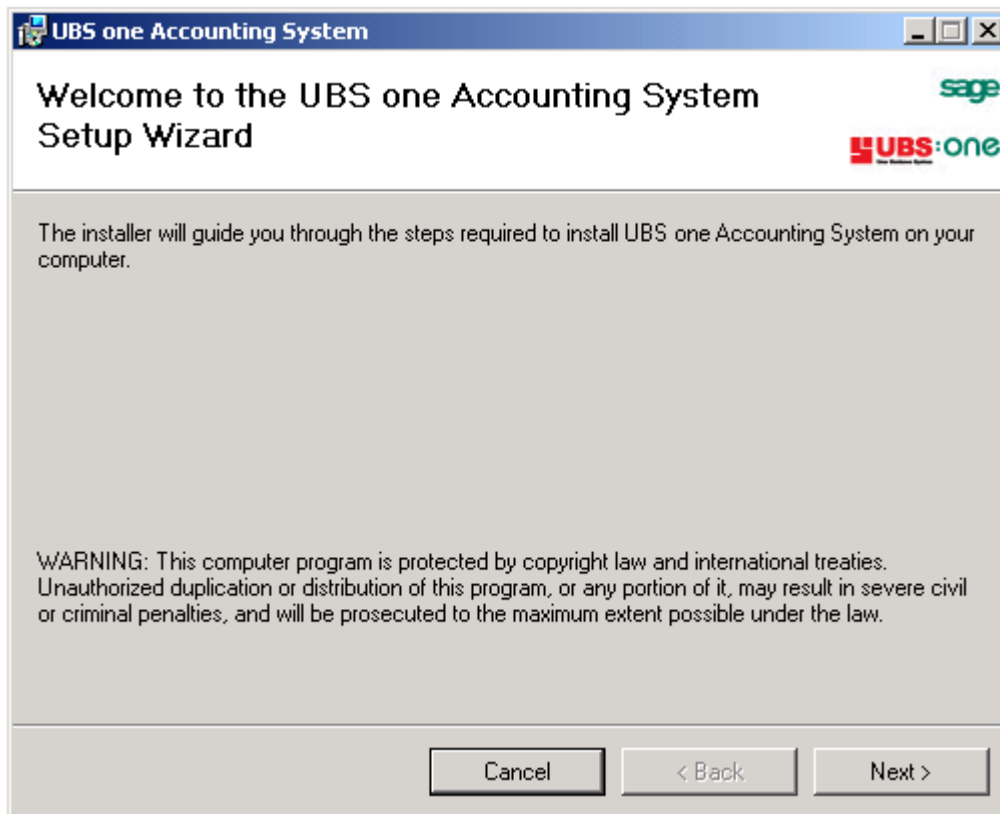 UBS one Accounting System
Welcome to the UBS one Accounting System
Setup Wizard
sage
UBS:one
The installer will guide you through the steps required to install UBS one Accounting System on your
computer.
WARNING: This computer program is protected by copyright law and international treaties.
Unauthorized duplication or distribution of this program, or any portion of it, may result in severe civil
or criminal penalties, and will be prosecuted to the maximum extent possible under the law.
Cancel
< Back
Next >